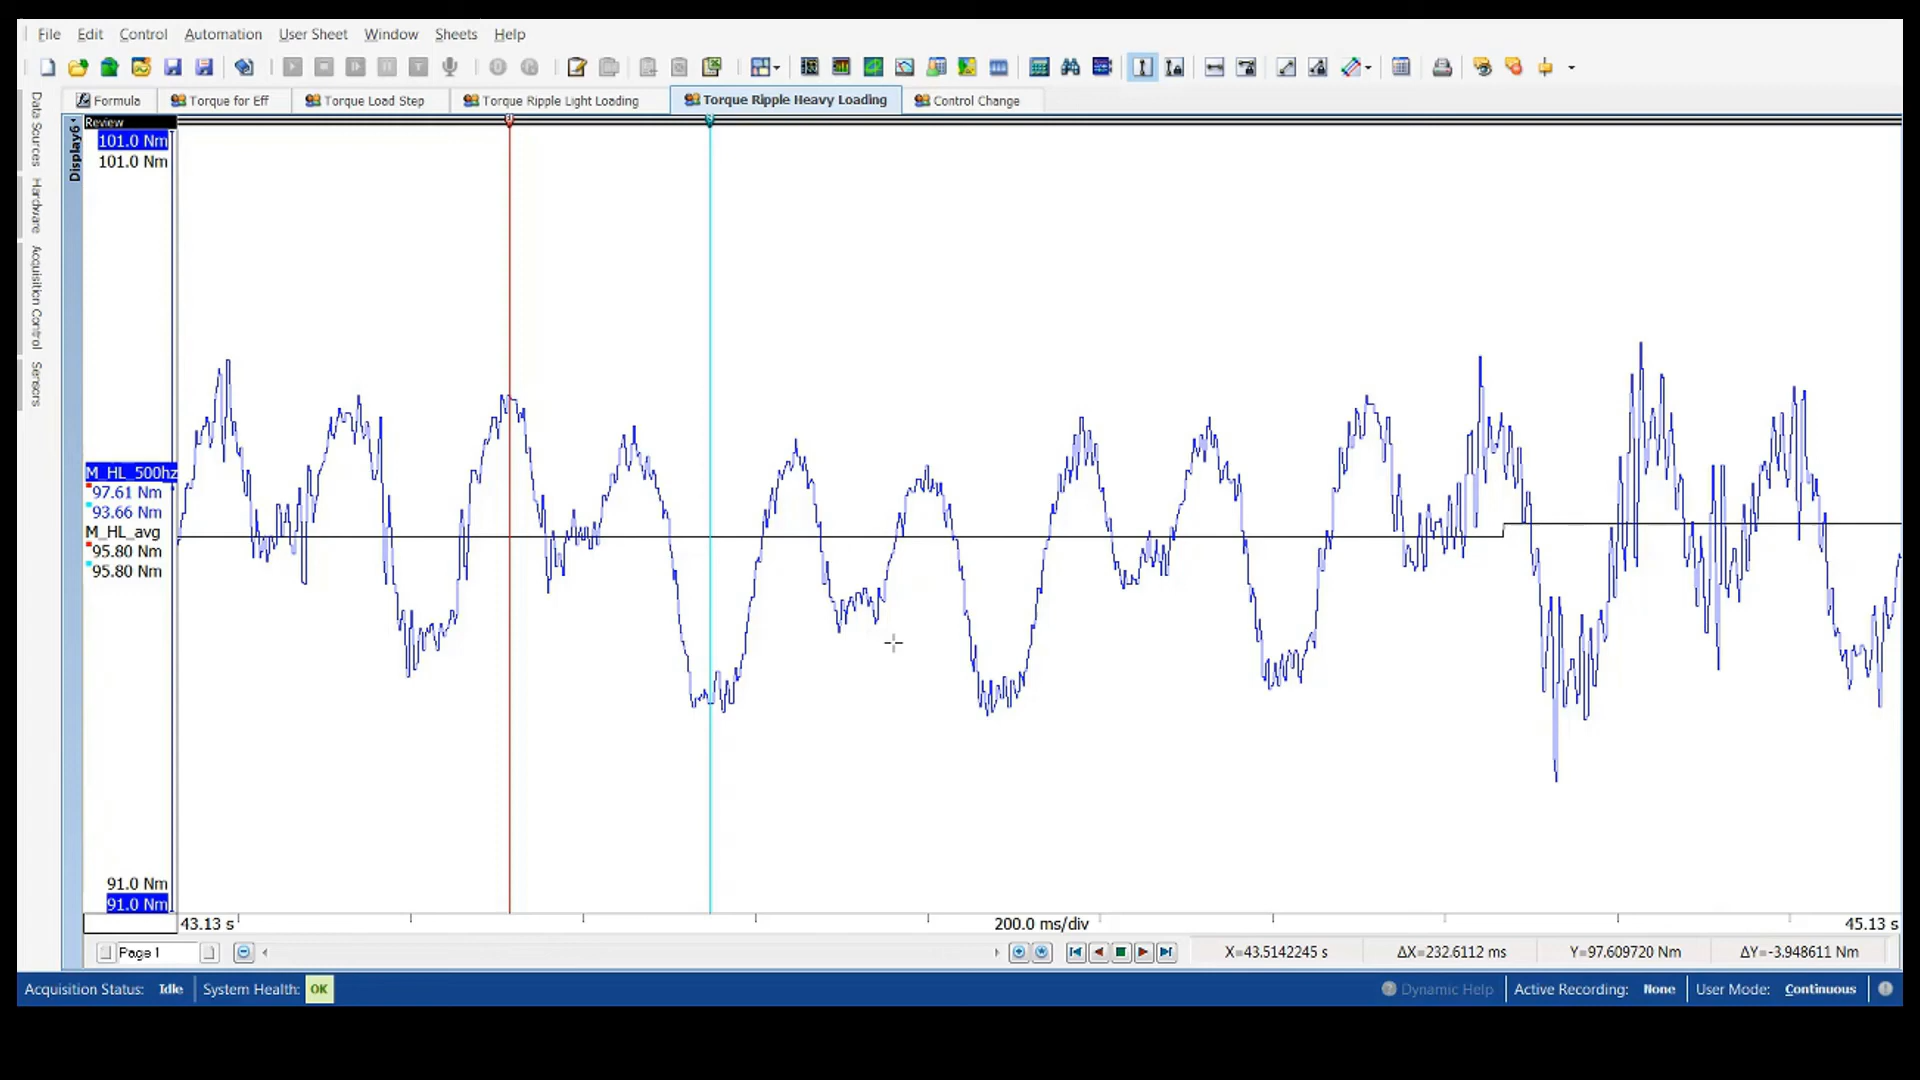 File Edit Control Automation User Sheet Window Sheets Help
Formula Torque for Eff Torque Load Step Torque Ripple Light Loading Torque Ripple Heavy Loading Control Change
Data Sources
Hardware
Acquisition Control
Sensors
Display6
Review
101.0 Nm
101.0 Nm
M_HL_500hz
97.61 Nm
93.66 Nm
M_HL_avg
95.80 Nm
95.80 Nm
91.0 Nm
91.0 Nm
43.13 s 200.0 ms/div 45.13 s
Page 1 X=43.5142245 s ΔX=232.6112 ms Y=97.609720 Nm ΔY=-3.948611 Nm
Acquisition Status: Idle System Health: OK Dynamic Help Active Recording: None User Mode: Continuous